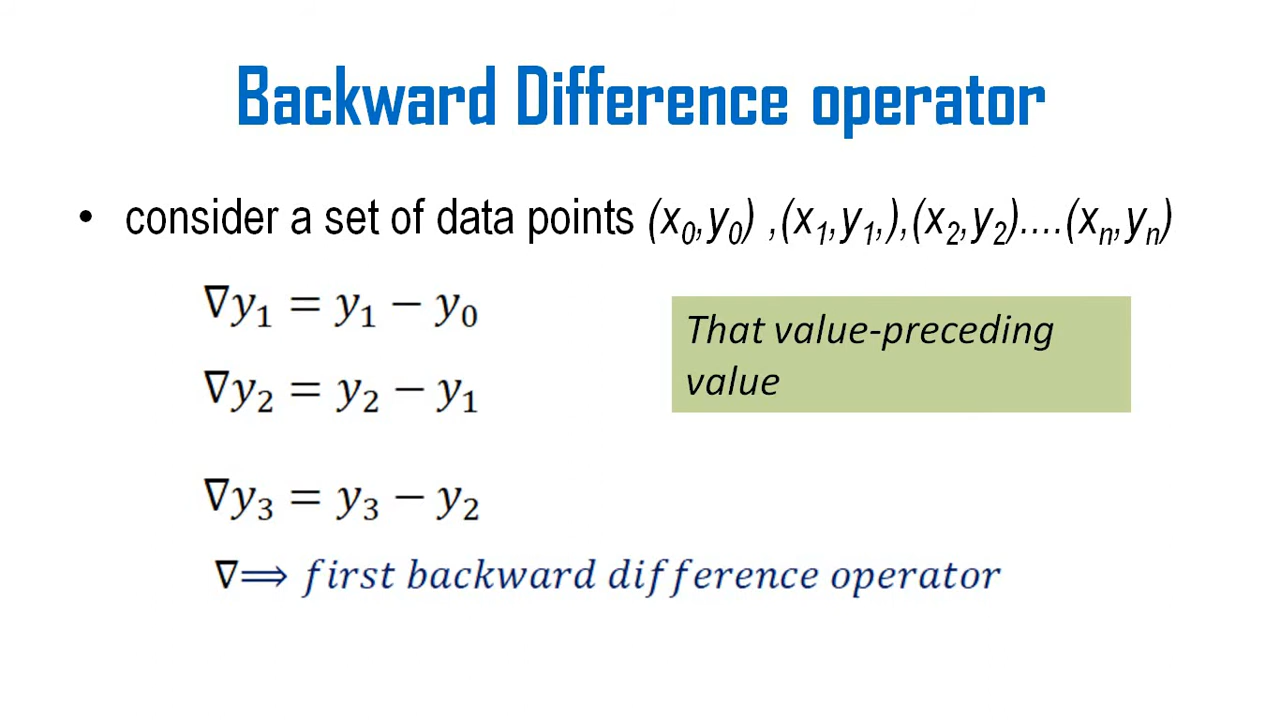 Backward Difference operator
• consider a set of data points (x₀,y₀) ,(x₁,y₁,),(x₂,y₂)....(xₙ,yₙ)
∇y₁ = y₁ − y₀
That value-preceding
value
∇y₂ = y₂ − y₁
∇y₃ = y₃ − y₂
∇⟹ first backward difference operator